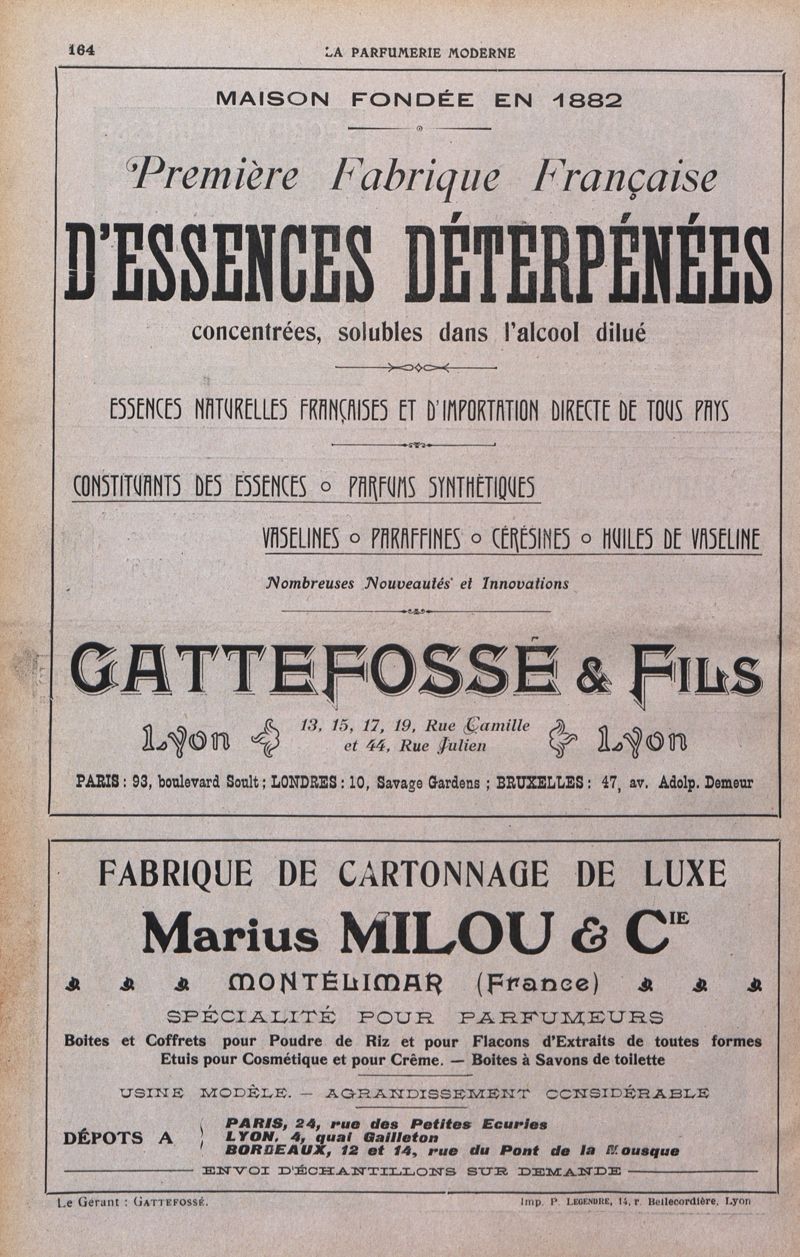 164
LA PARFUMERIE MODERNE
MAISON FONDÉE EN 1882
Première Fabrique Française
D'ESSENCES DÉTERPÉNÉES
concentrées, solubles dans l'alcool dilué
ESSENCES NATURELLES FRANÇAISES ET D'IMPORTATION DIRECTE DE TOUS PAYS
CONSTITUANTS DES ESSENCES o PARFUMS SYNTHÉTIQUES
VASELINES o PARAFFINES o CÉRÉSINES o HUILES DE VASELINE
Nombreuses Nouveautés et Innovations
GATTEFOSSÉ & FILS
Lyon 13, 15, 17, 19, Rue Camille Lyon
et 44, Rue Julien
PARIS : 93, boulevard Soult ; LONDRES : 10, Savage Gardens ; BRUXELLES : 47, av. Adolp. Demeur
FABRIQUE DE CARTONNAGE DE LUXE
Marius MILOU & CIE
MONTÉLIMAR (France)
SPÉCIALITÉ POUR PARFUMEURS
Boites et Coffrets pour Poudre de Riz et pour Flacons d'Extraits de toutes formes
Etuis pour Cosmétique et pour Crême. — Boites à Savons de toilette
USINE MODÈLE. — AGRANDISSEMENT CONSIDÉRABLE
DÉPOTS A
PARIS, 24, rue des Petites Ecuries
LYON, 4, quai Gailleton
BORDEAUX, 12 et 14, rue du Pont de la Mousque
ENVOI D'ÉCHANTILLONS SUR DEMANDE
Le Gérant : GATTEFOSSÉ.
Imp. P. LEGENDRE, 14, r. Bellecordière, Lyon